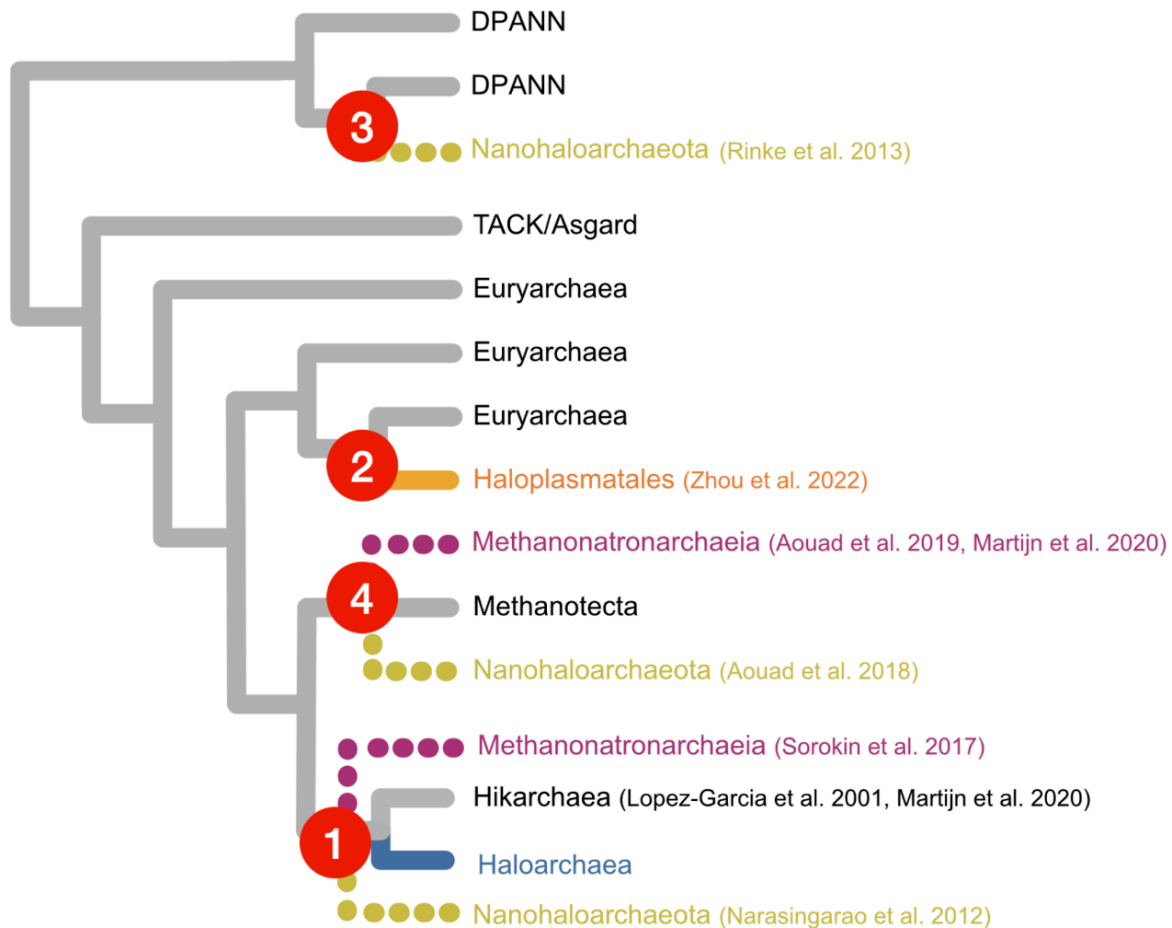 DPANN
DPANN
3
Nanohaloarchaeota (Rinke et al. 2013)
TACK/Asgard
Euryarchaea
Euryarchaea
Euryarchaea
2
Haloplasmatales (Zhou et al. 2022)
Methanonatronarchaeia (Aouad et al. 2019, Martijn et al. 2020)
4
Methanotecta
Nanohaloarchaeota (Aouad et al. 2018)
Methanonatronarchaeia (Sorokin et al. 2017)
Hikarchaea (Lopez-Garcia et al. 2001, Martijn et al. 2020)
1
Haloarchaea
Nanohaloarchaeota (Narasingarao et al. 2012)